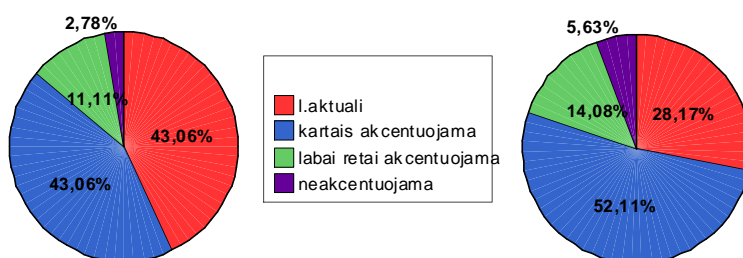 2,78%
11,11%
43,06%
43,06%
l.aktuali
kartais akcentuojama
labai retai akcentuojama
neakcentuojama
5,63%
14,08%
28,17%
52,11%